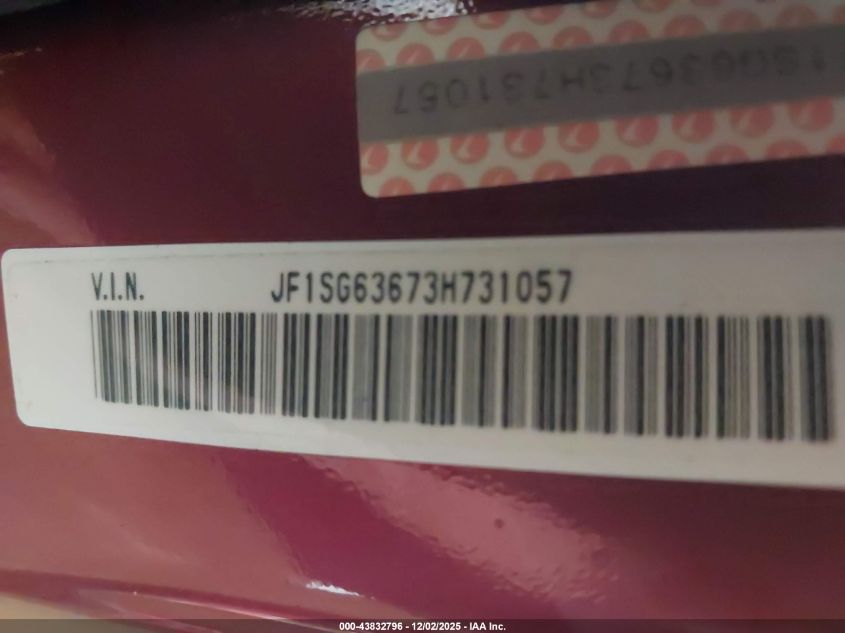 1SG63673H731057
V.I.N. JF1SG63673H731057
000-43832796 - 12/02/2025 - IAA Inc.